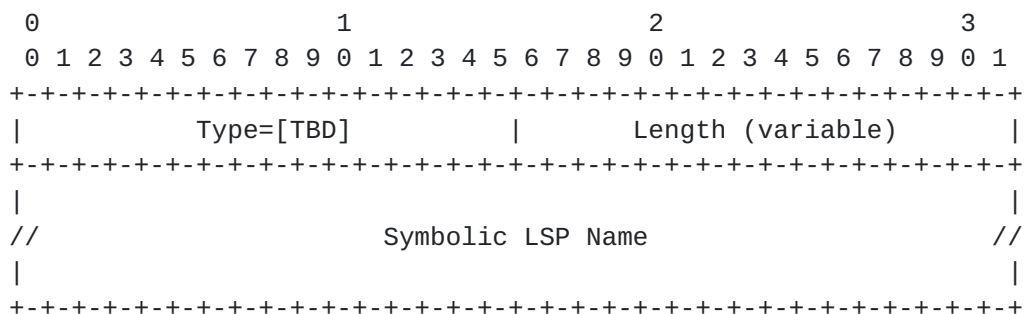 0                   1                   2                   3
 0 1 2 3 4 5 6 7 8 9 0 1 2 3 4 5 6 7 8 9 0 1 2 3 4 5 6 7 8 9 0 1
+-+-+-+-+-+-+-+-+-+-+-+-+-+-+-+-+-+-+-+-+-+-+-+-+-+-+-+-+-+-+-+-+
|           Type=[TBD]          |       Length (variable)       |
+-+-+-+-+-+-+-+-+-+-+-+-+-+-+-+-+-+-+-+-+-+-+-+-+-+-+-+-+-+-+-+-+
|                                                               |
//                      Symbolic LSP Name                      //
|                                                               |
+-+-+-+-+-+-+-+-+-+-+-+-+-+-+-+-+-+-+-+-+-+-+-+-+-+-+-+-+-+-+-+-+